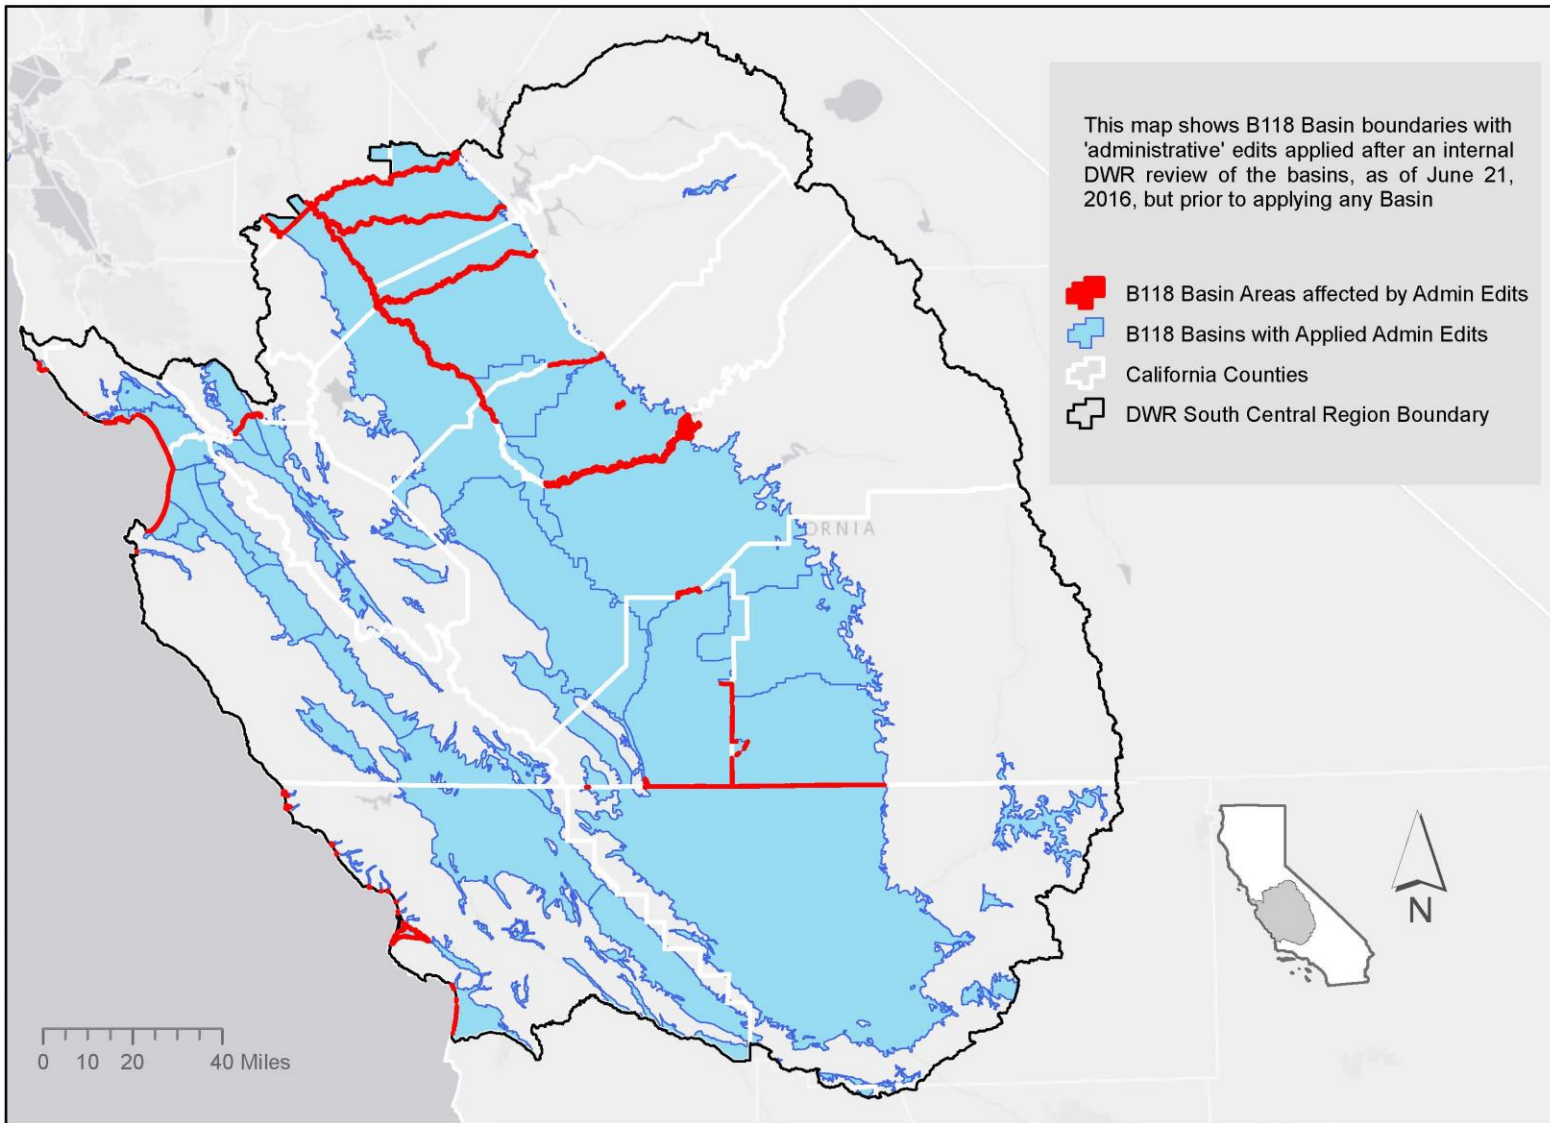 This map shows B118 Basin boundaries with
'administrative' edits applied after an internal
DWR review of the basins, as of June 21,
2016, but prior to applying any Basin
B118 Basin Areas affected by Admin Edits
B118 Basins with Applied Admin Edits
California Counties
DWR South Central Region Boundary
ORNIA
N
0 10 20 40 Miles